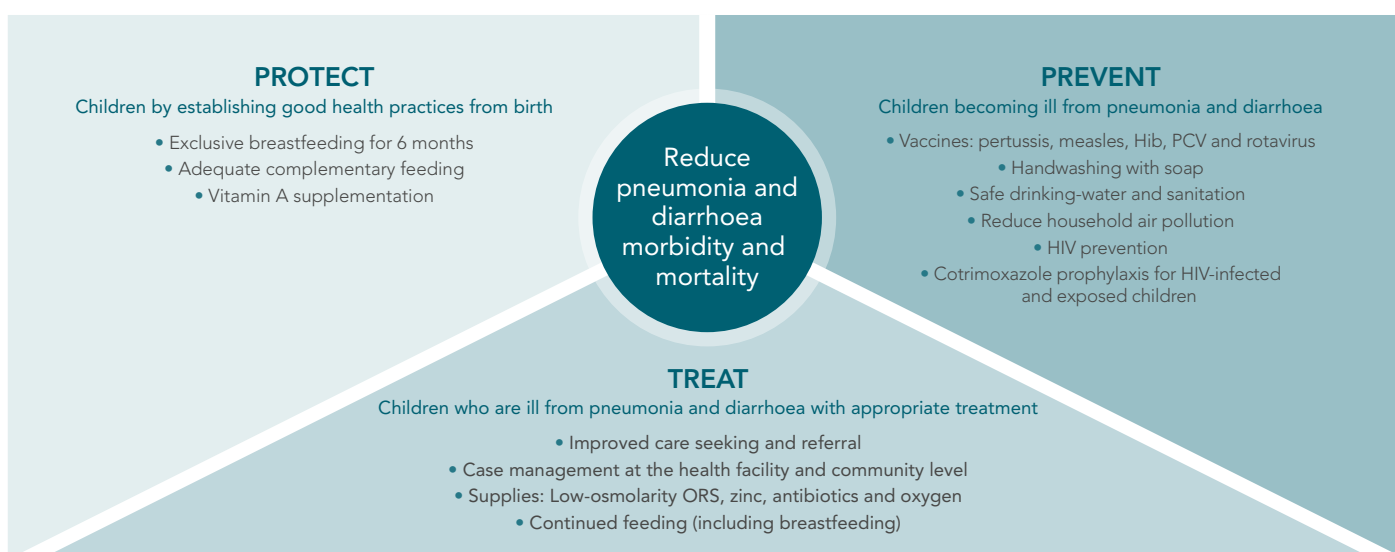 PROTECT
Children by establishing good health practices from birth
• Exclusive breastfeeding for 6 months
• Adequate complementary feeding
• Vitamin A supplementation
PREVENT
Children becoming ill from pneumonia and diarrhoea
• Vaccines: pertussis, measles, Hib, PCV and rotavirus
• Handwashing with soap
• Safe drinking-water and sanitation
• Reduce household air pollution
• HIV prevention
• Cotrimoxazole prophylaxis for HIV-infected
and exposed children
Reduce
pneumonia and
diarrhoea
morbidity and
mortality
TREAT
Children who are ill from pneumonia and diarrhoea with appropriate treatment
• Improved care seeking and referral
• Case management at the health facility and community level
• Supplies: Low-osmolarity ORS, zinc, antibiotics and oxygen
• Continued feeding (including breastfeeding)